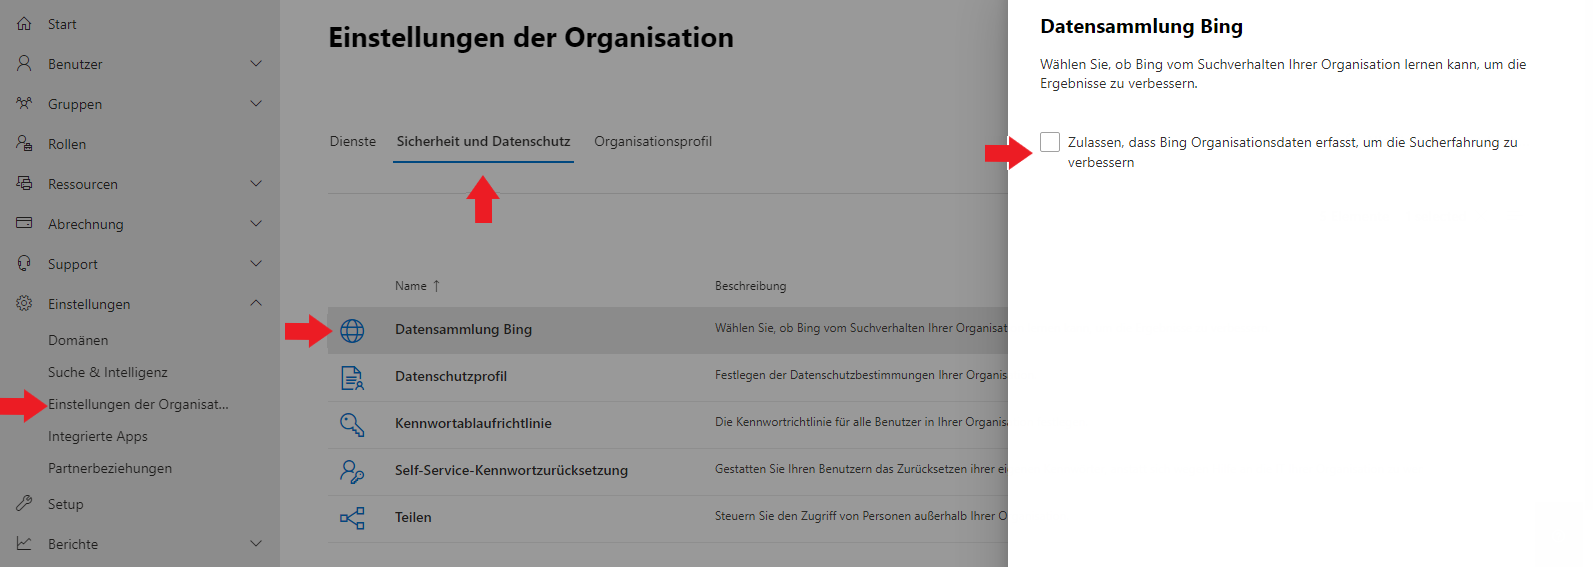 Start
Benutzer
Gruppen
Rollen
Ressourcen
Abrechnung
Support
Einstellungen
Domänen
Suche & Intelligenz
Einstellungen der Organisat...
Integrierte Apps
Partnerbeziehungen
Setup
Berichte
Einstellungen der Organisation
Dienste Sicherheit und Datenschutz Organisationsprofil
Name ↑ Beschreibung
Datensammlung Bing Wählen Sie, ob Bing vom Suchverhalten Ihrer Organisat
Datenschutzprofil Festlegen der Datenschutzbestimmungen Ihrer Organis
Kennwortablaufrichtlinie Die Kennwortrichtlinie für alle Benutzer in Ihrer Organis
Self-Service-Kennwortzurücksetzung Gestatten Sie Ihren Benutzern das Zurücksetzen ihrer ei
Teilen Steuern Sie den Zugriff von Personen außerhalb Ihrer O
Datensammlung Bing
Wählen Sie, ob Bing vom Suchverhalten Ihrer Organisation lernen kann, um die
Ergebnisse zu verbessern.
Zulassen, dass Bing Organisationsdaten erfasst, um die Sucherfahrung zu
verbessern